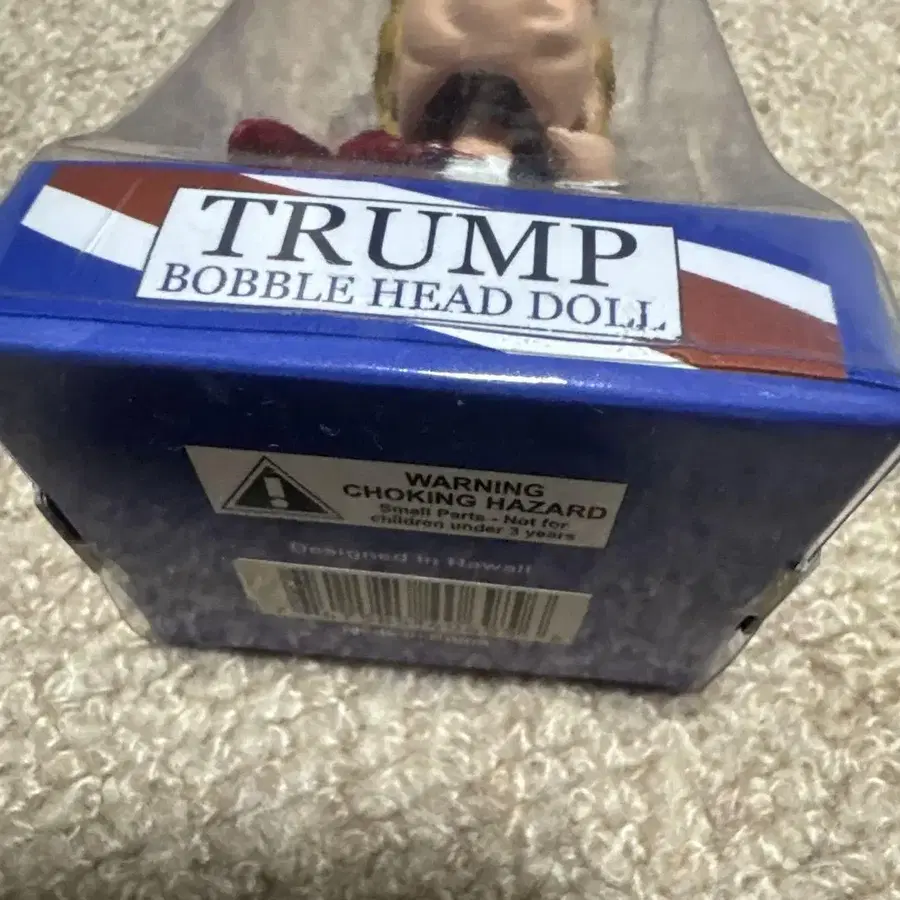 TRUMP
BOBBLE HEAD DOLL
WARNING
CHOKING HAZARD
Small Parts - Not for
children under 3 years
Designed in Hawaii